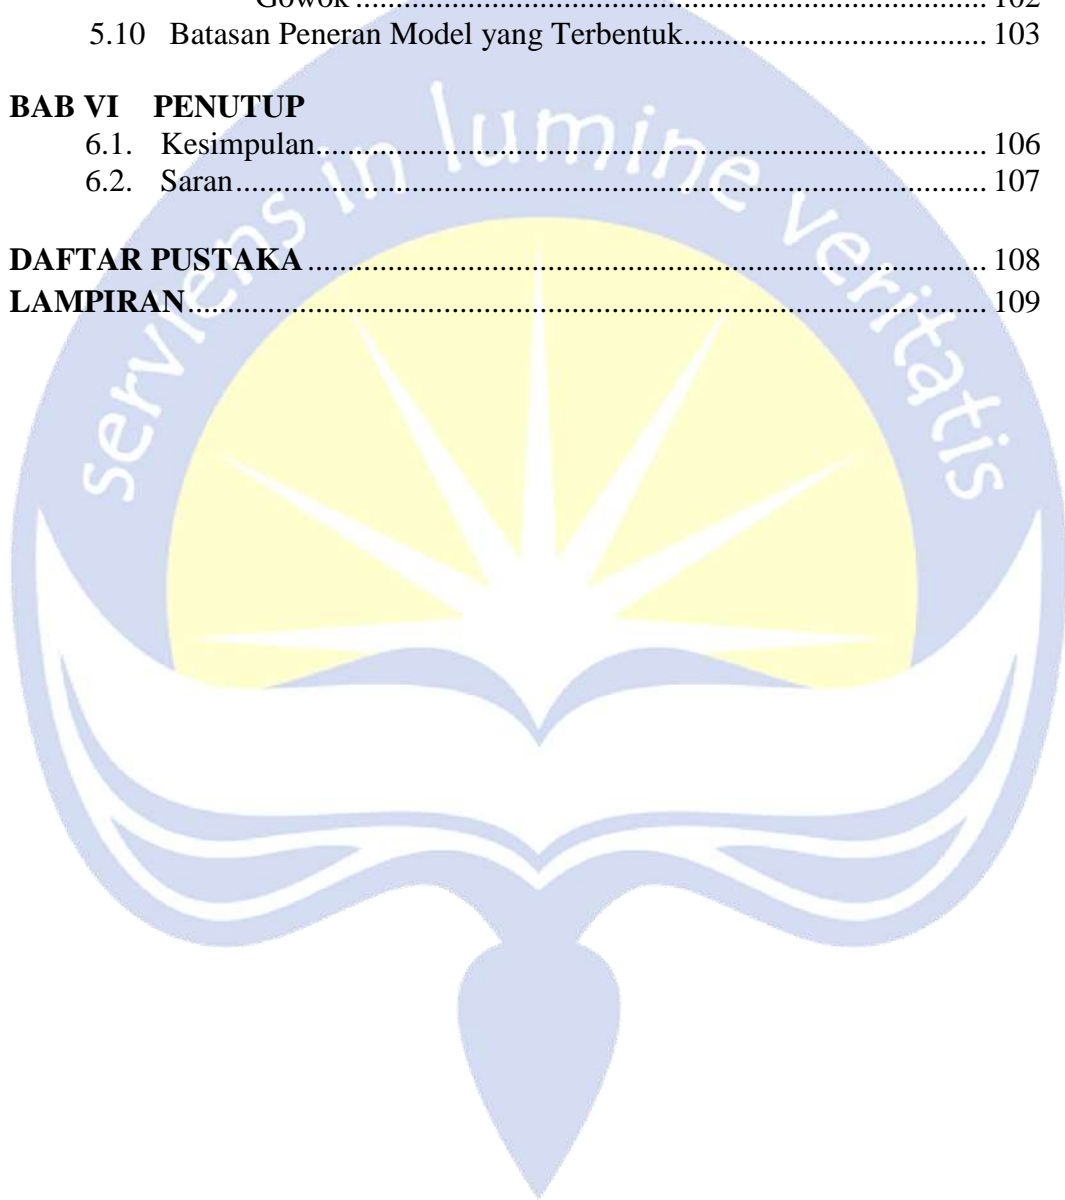 Gowok ........ 102
5.10 Batasan Peneran Model yang Terbentuk........ 103
BAB VI PENUTUP
6.1. Kesimpulan........ 106
6.2. Saran........ 107
DAFTAR PUSTAKA ........ 108
LAMPIRAN........ 109
serviens in lumine veritatis